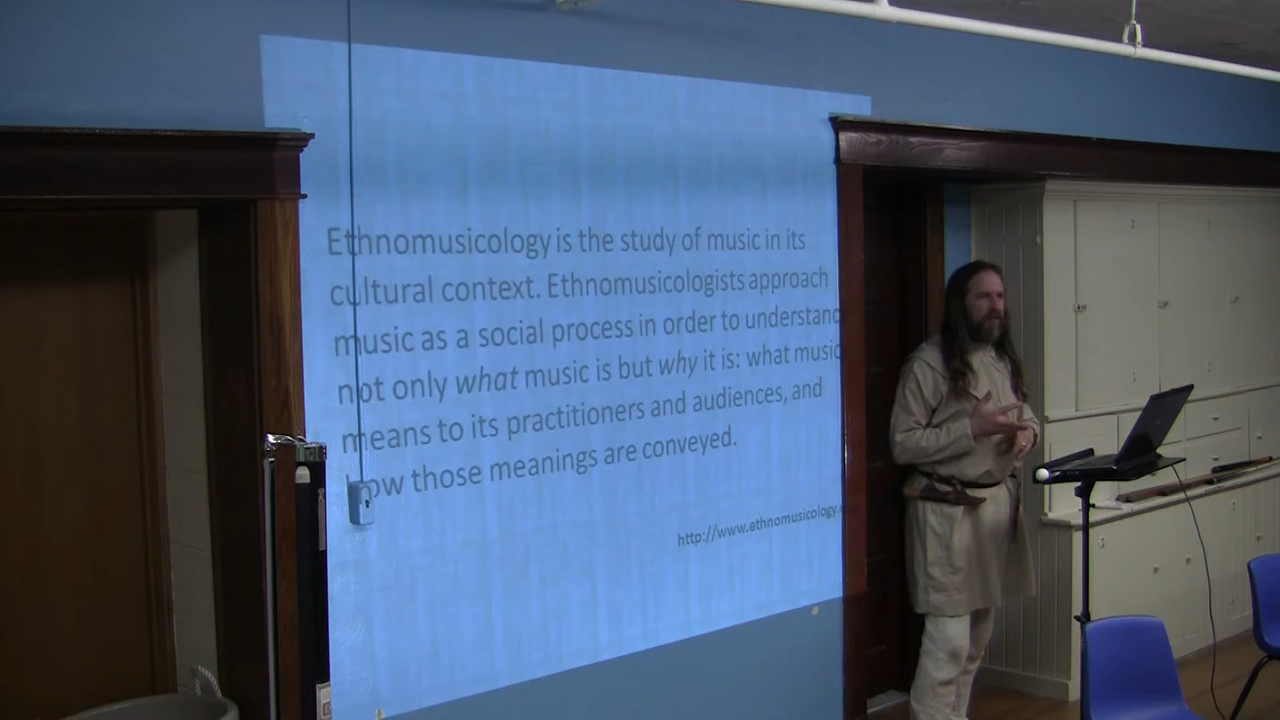 Ethnomusicology is the study of music in its
cultural context. Ethnomusicologists approach
music as a social process in order to understand
not only what music is but why it is: what music
means to its practitioners and audiences, and
how those meanings are conveyed.
http://www.ethnomusicology.